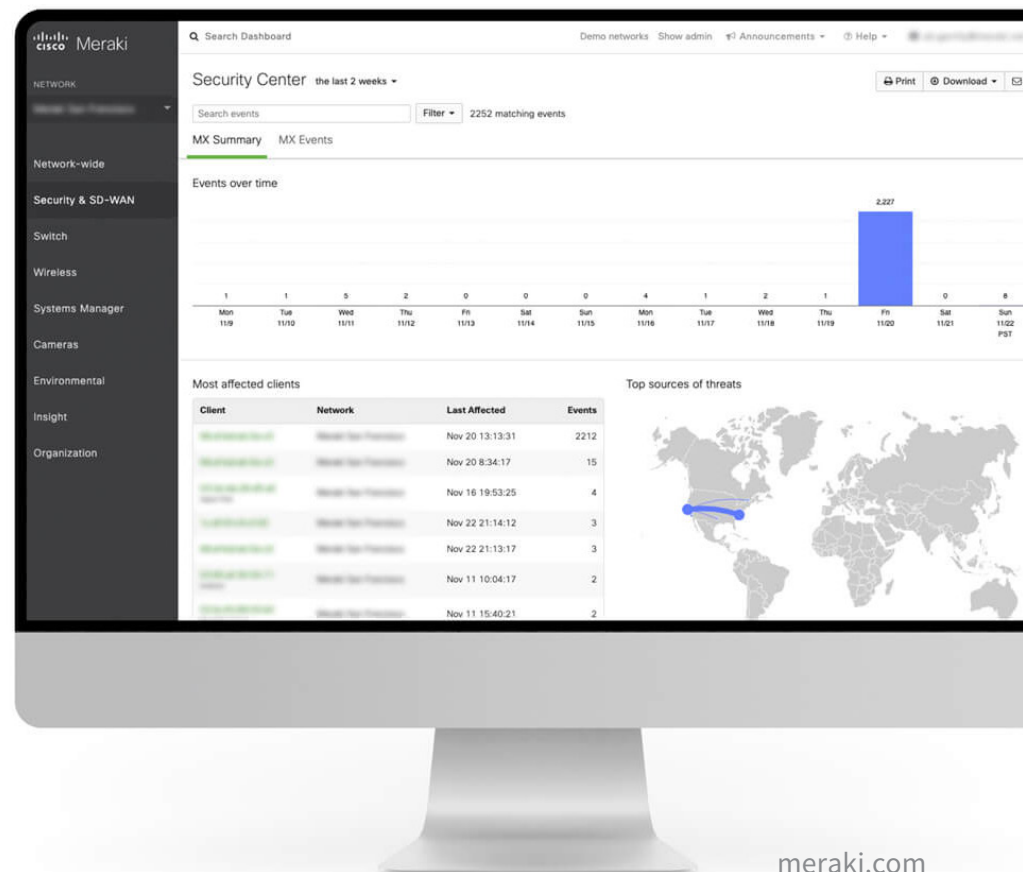 CISCO Meraki
Search Dashboard
Demo networks Show admin Announcements Help
NETWORK
Network-wide
Security & SD-WAN
Switch
Wireless
Systems Manager
Cameras
Environmental
Insight
Organization
Security Center the last 2 weeks
Print Download
Search events Filter 2252 matching events
MX Summary MX Events
Events over time
1 1 5 2 0 0 0 4 1 2 1 2,227 0 8
Mon Tue Wed Thu Fri Sat Sun Mon Tue Wed Thu Fri Sat Sun
11/9 11/10 11/11 11/12 11/13 11/14 11/15 11/16 11/17 11/18 11/19 11/20 11/21 11/22
PST
Most affected clients
Client Network Last Affected Events
Nov 20 13:13:31 2212
Nov 20 8:34:17 15
Nov 16 19:53:25 4
Nov 22 21:14:12 3
Nov 22 21:13:17 3
Nov 11 10:04:17 2
Nov 11 15:40:21 2
Top sources of threats
meraki.com